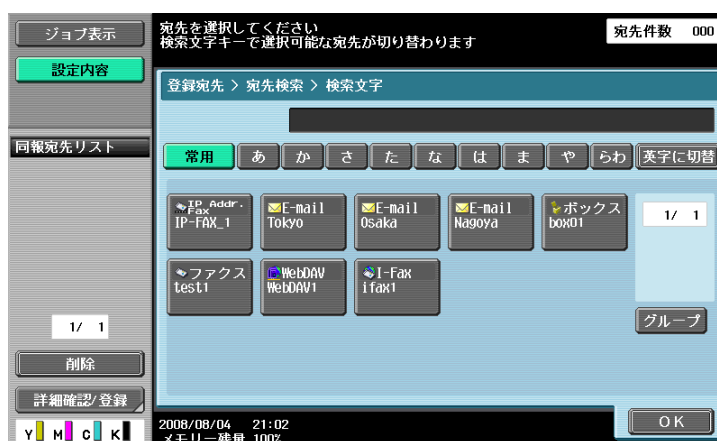 ジョブ表示
設定内容
同報宛先リスト
1/ 1
削除
詳細確認/登録
Y M C K
宛先を選択してください
検索文字キーで選択可能な宛先が切り替わります
宛先件数 000
登録宛先 > 宛先検索 > 検索文字
常用 あ か さ た な は ま や らわ 英字に切替
IP Addr. Fax
IP-FAX_1
E-mail
Tokyo
E-mail
Osaka
E-mail
Nagoya
ボックス
box01
1/ 1
ファクス
test1
WebDAV
WebDAV1
I-Fax
ifax1
グループ
2008/08/04 21:02
メモリー残量 100%
OK